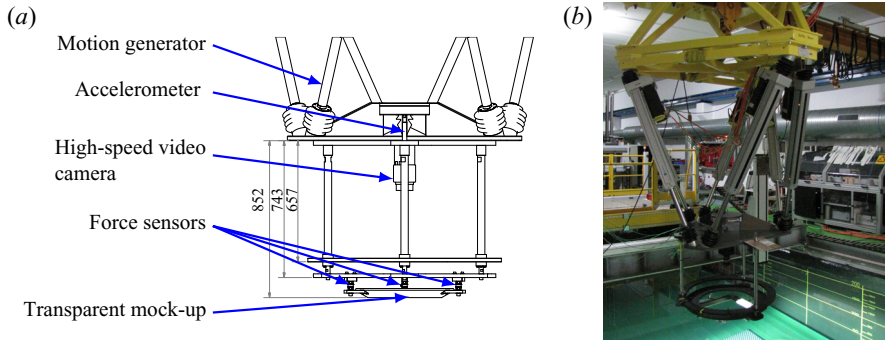 (a)
Motion generator
Accelerometer
High-speed video
camera
852
743
657
Force sensors
Transparent mock-up
(b)